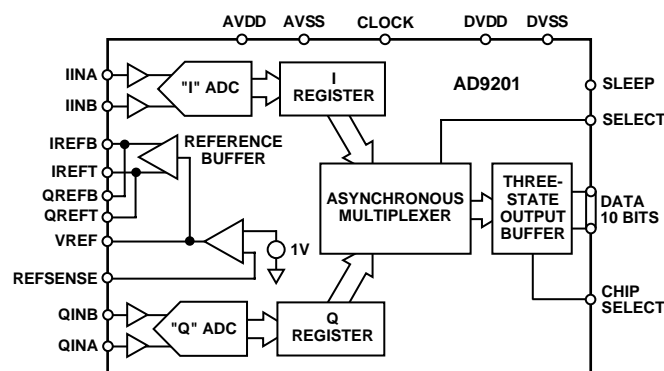 AVDD AVSS CLOCK DVDD DVSS
IINA
IINB
"I" ADC
I
REGISTER
AD9201
SLEEP
SELECT
IREFB
IREFT
QREFB
QREFT
VREF
REFSENSE
REFERENCE
BUFFER
1V
ASYNCHRONOUS
MULTIPLEXER
THREE-
STATE
OUTPUT
BUFFER
DATA
10 BITS
QINB
QINA
"Q" ADC
Q
REGISTER
CHIP
SELECT